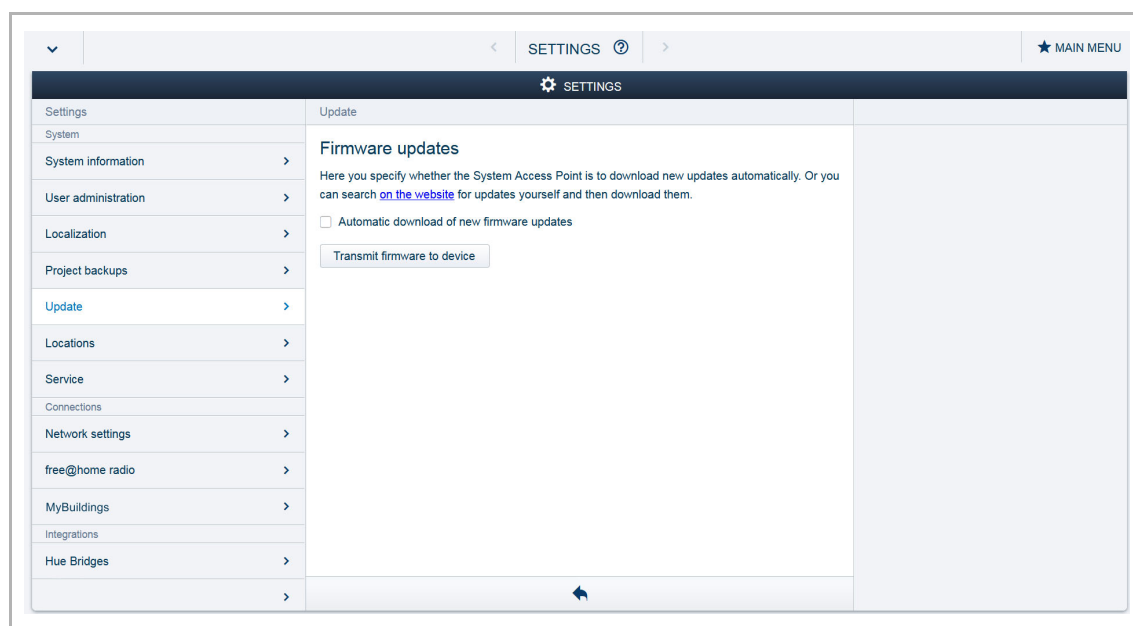 SETTINGS
MAIN MENU
SETTINGS
Settings
Update
System
System information
User administration
Localization
Project backups
Update
Locations
Service
Connections
Network settings
free@home radio
MyBuildings
Integrations
Hue Bridges
Firmware updates
Here you specify whether the System Access Point is to download new updates automatically. Or you
can search on the website for updates yourself and then download them.
Automatic download of new firmware updates
Transmit firmware to device